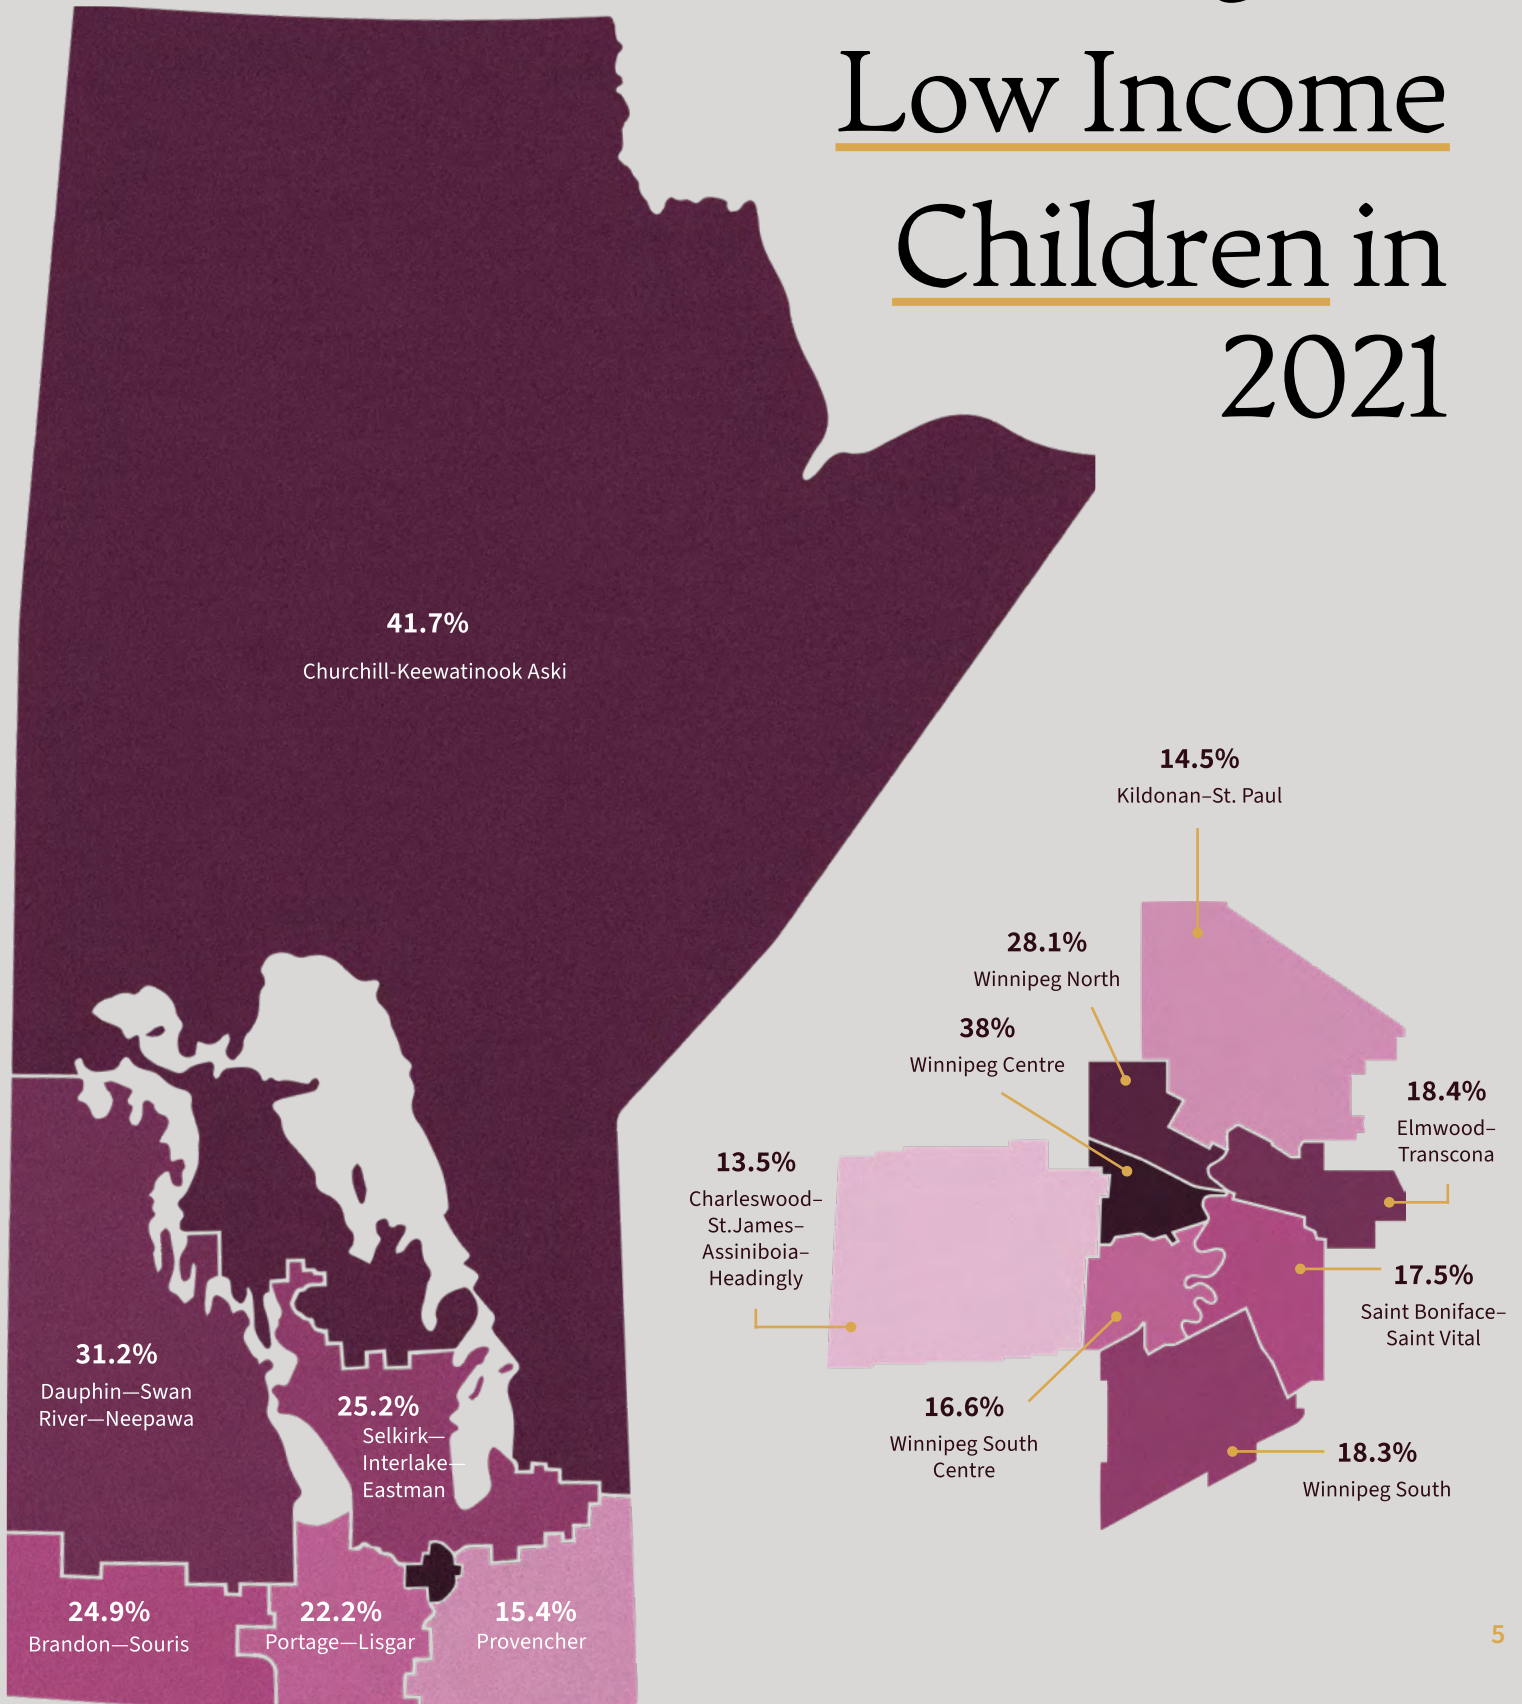 Low Income
Children in
2021
41.7%
Churchill-Keewatinook Aski
14.5%
Kildonan–St. Paul
28.1%
Winnipeg North
38%
Winnipeg Centre
18.4%
Elmwood–
Transcona
13.5%
Charleswood–
St.James–
Assiniboia–
Headingly
17.5%
Saint Boniface–
Saint Vital
31.2%
Dauphin—Swan
River—Neepawa
25.2%
Selkirk—
Interlake—
Eastman
16.6%
Winnipeg South
Centre
18.3%
Winnipeg South
24.9%
Brandon—Souris
22.2%
Portage—Lisgar
15.4%
Provencher
5